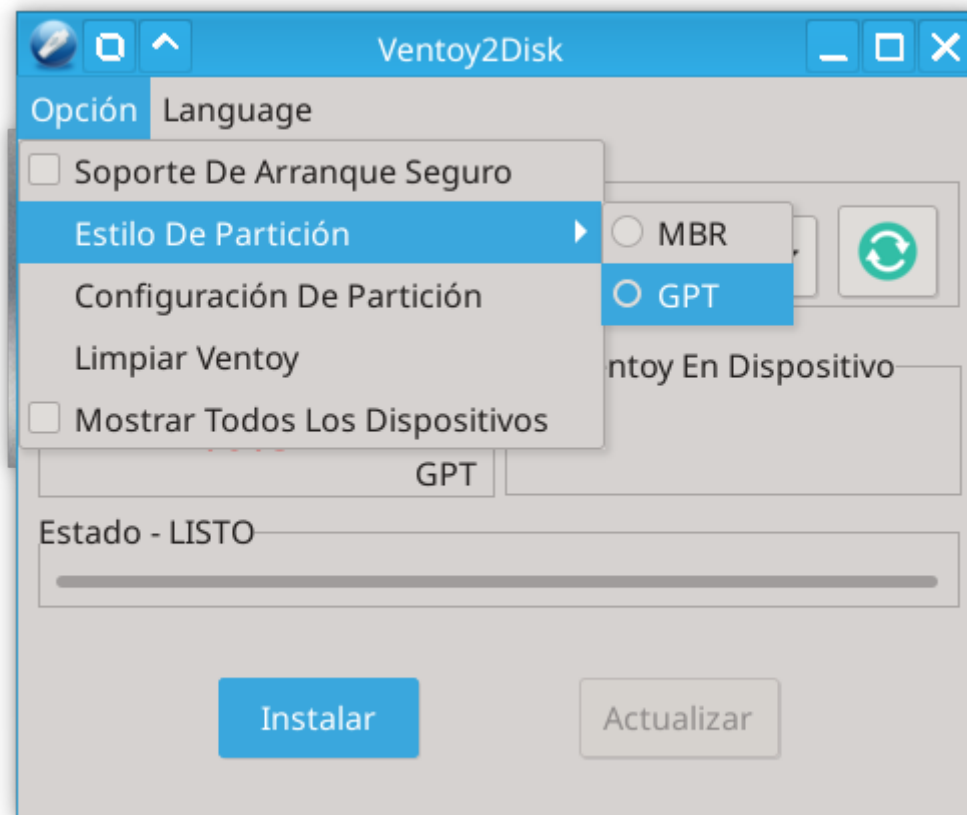 Ventoy2Disk
Opción Language
Soporte De Arranque Seguro
Estilo De Partición
MBR
Configuración De Partición
GPT
Limpiar Ventoy
En Dispositivo
Mostrar Todos Los Dispositivos
GPT
Estado - LISTO
Instalar Actualizar